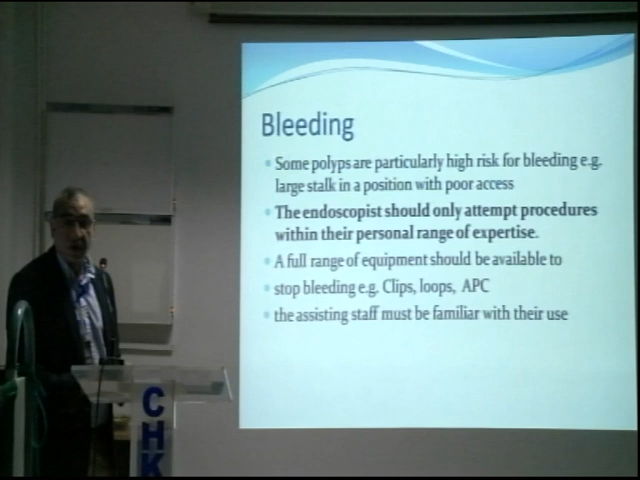 Bleeding
Some polyps are particularly high risk for bleeding e.g.
large stalk in a position with poor access
The endoscopist should only attempt procedures
within their personal range of expertise.
A full range of equipment should be available to
stop bleeding e.g. Clips, loops, APC
the assisting staff must be familiar with their use
CHK